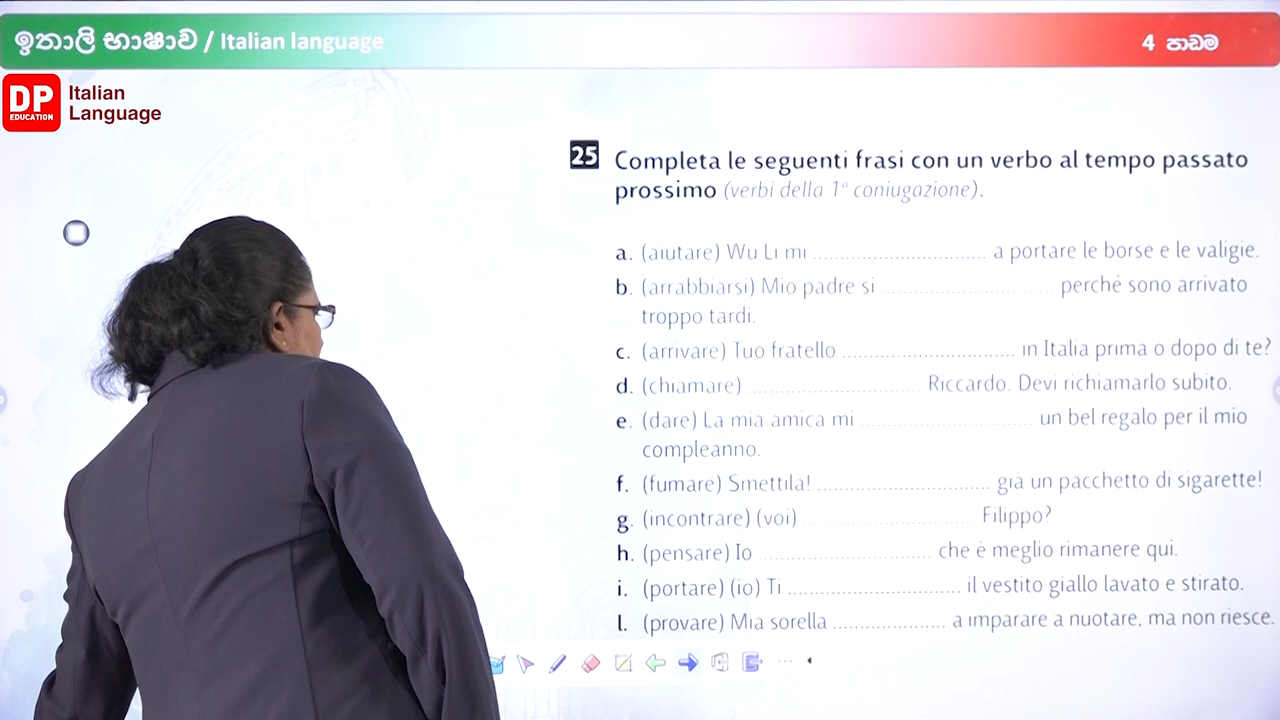 ඉතාලි භාෂාව / Italian language
4 පාඩම
DP
EDUCATION
Italian
Language
25 Completa le seguenti frasi con un verbo al tempo passato
prossimo (verbi della 1ª coniugazione).
a. (aiutare) Wu Li mi .............................. a portare le borse e le valigie.
b. (arrabbiarsi) Mio padre si .............................. perché sono arrivato
troppo tardi.
c. (arrivare) Tuo fratello .............................. in Italia prima o dopo di te?
d. (chiamare) .............................. Riccardo. Devi richiamarlo subito.
e. (dare) La mia amica mi .............................. un bel regalo per il mio
compleanno.
f. (fumare) Smettila! .............................. già un pacchetto di sigarette!
g. (incontrare) (voi) .............................. Filippo?
h. (pensare) Io .............................. che è meglio rimanere qui.
i. (portare) (io) Ti .............................. il vestito giallo lavato e stirato.
l. (provare) Mia sorella .................... a imparare a nuotare, ma non riesce.